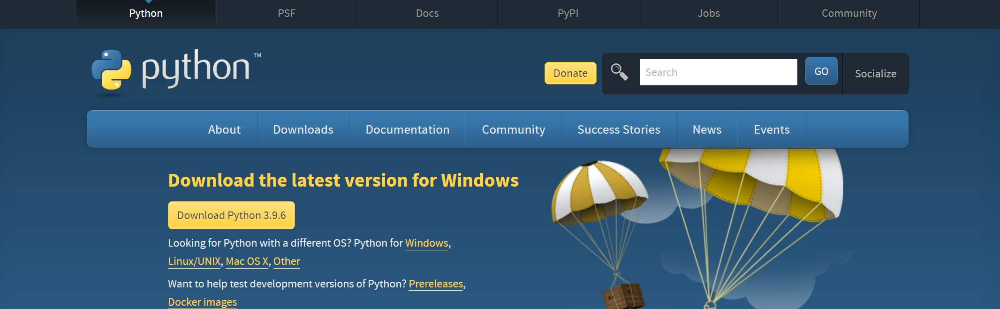 Python PSF Docs PyPI Jobs Community
python ™
Donate Search GO Socialize
About Downloads Documentation Community Success Stories News Events
Download the latest version for Windows
Download Python 3.9.6
Looking for Python with a different OS? Python for Windows,
Linux/UNIX, Mac OS X, Other
Want to help test development versions of Python? Prereleases,
Docker images